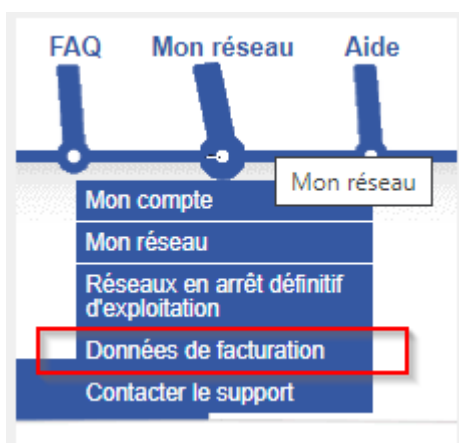 FAQ Mon réseau Aide
Mon réseau
Mon compte
Mon réseau
Réseaux en arrêt définitif
d'exploitation
Données de facturation
Contacter le support